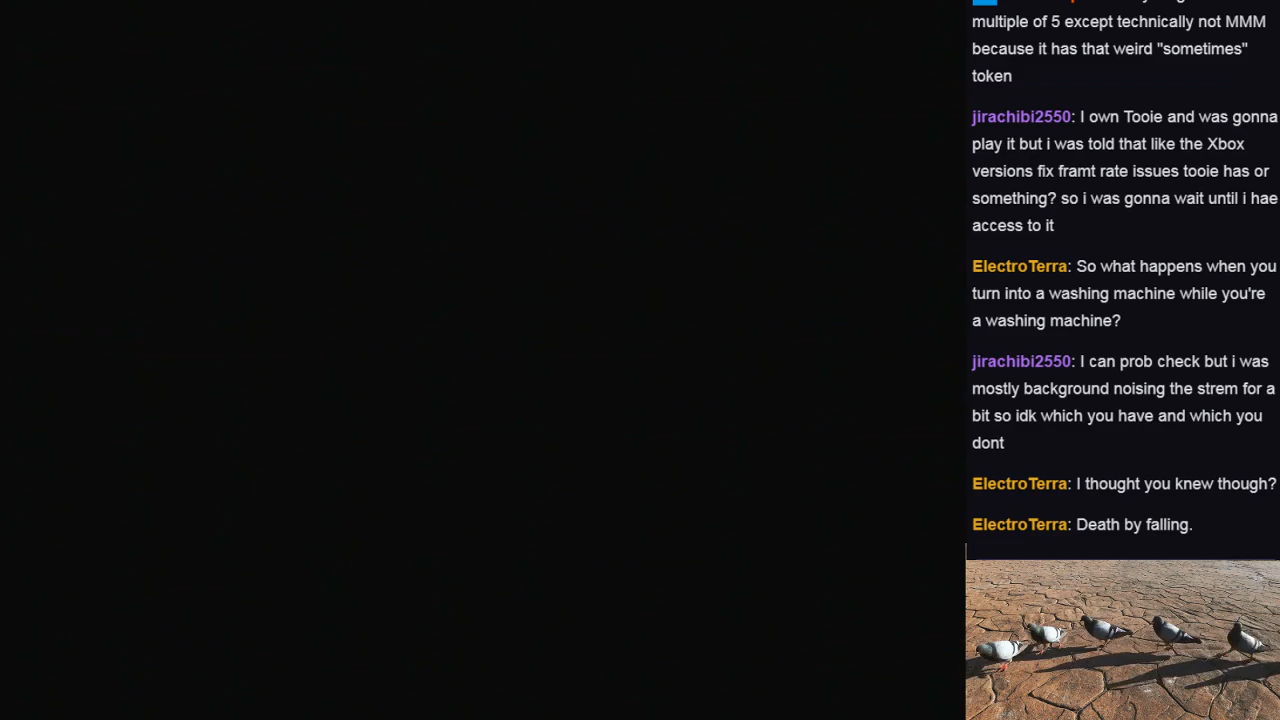 multiple of 5 except technically not MMM
because it has that weird "sometimes"
token
jirachibi2550: I own Tooie and was gonna
play it but i was told that like the Xbox
versions fix framt rate issues tooie has or
something? so i was gonna wait until i hae
access to it
ElectroTerra: So what happens when you
turn into a washing machine while you're
a washing machine?
jirachibi2550: I can prob check but i was
mostly background noising the strem for a
bit so idk which you have and which you
dont
ElectroTerra: I thought you knew though?
ElectroTerra: Death by falling.